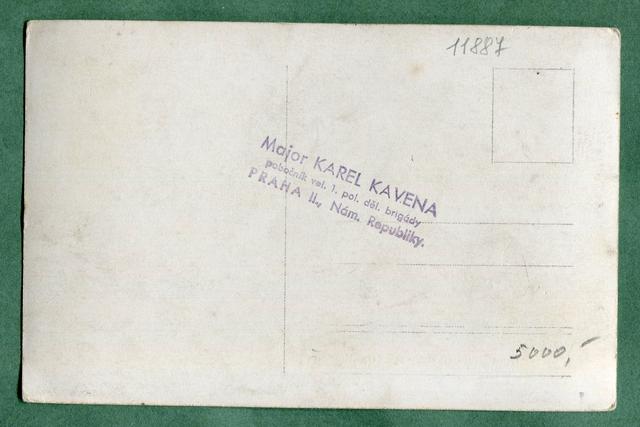 11887
Major KAREL KAVENA
pobočník vel. 1. pol. děl. brigády
PRAHA II., Nám. Republiky.
5000,-